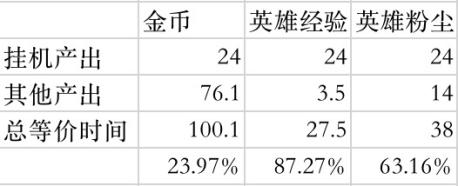 金币 英雄经验 英雄粉尘
挂机产出 24 24 24
其他产出 76.1 3.5 14
总等价时间 100.1 27.5 38
23.97% 87.27% 63.16%